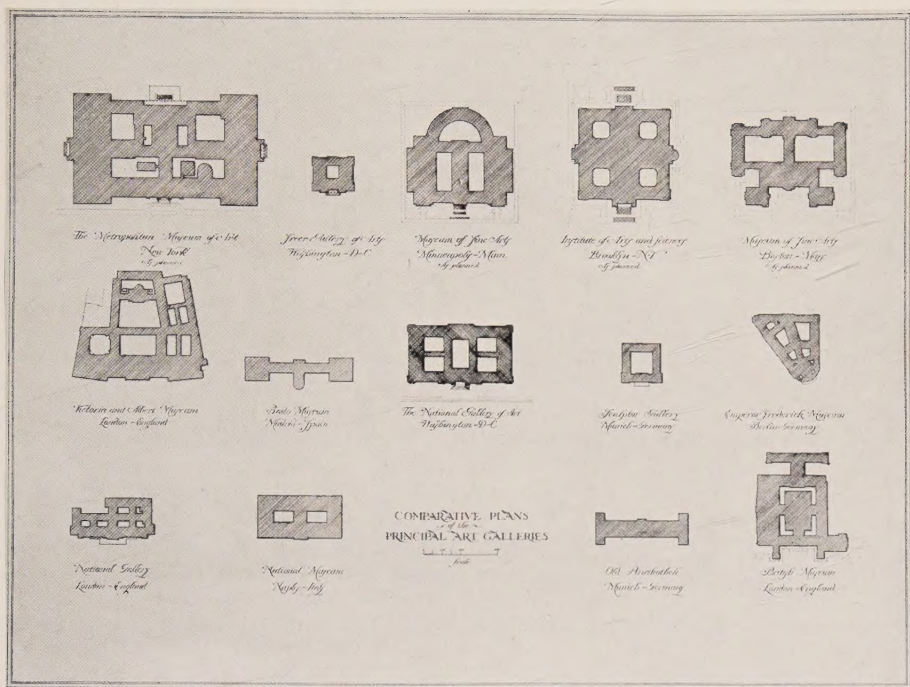 The Metropolitan Museum of Art
New York
as planned
Freer Gallery of Arts
Washington - D-C
Museum of Fine Arts
Minneapolis - Minn.
as planned
Institute of Arts and Sciences
Brooklyn - N-Y
as planned
Museum of Fine Arts
Boston - Mass
as planned
Victoria and Albert Museum
London - England
Prado Museum
Madrid - Spain
The National Gallery of Art
Washington - D-C
Sculptor Gallery
Munich - Germany
Emperor Frederick Museum
Berlin - Germany
National Gallery
London - England
National Museum
Naples - Italy
COMPARATIVE PLANS
of the
PRINCIPAL ART GALLERIES
Scale
Old Pinakothek
Munich - Germany
British Museum
London - England